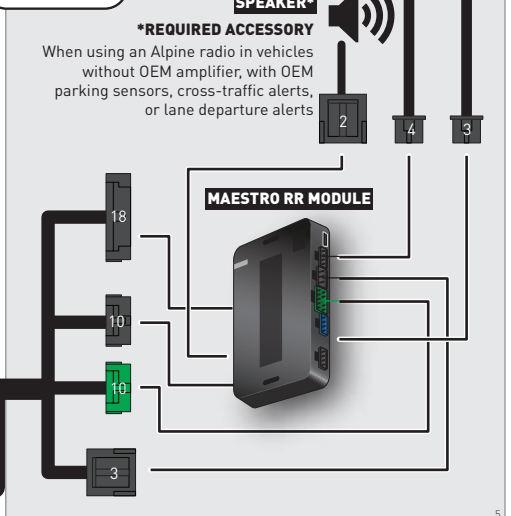 SPEAKER*
*REQUIRED ACCESSORY
When using an Alpine radio in vehicles
without OEM amplifier, with OEM
parking sensors, cross-traffic alerts,
or lane departure alerts
2
4
3
MAESTRO RR MODULE
18
10
10
3
5